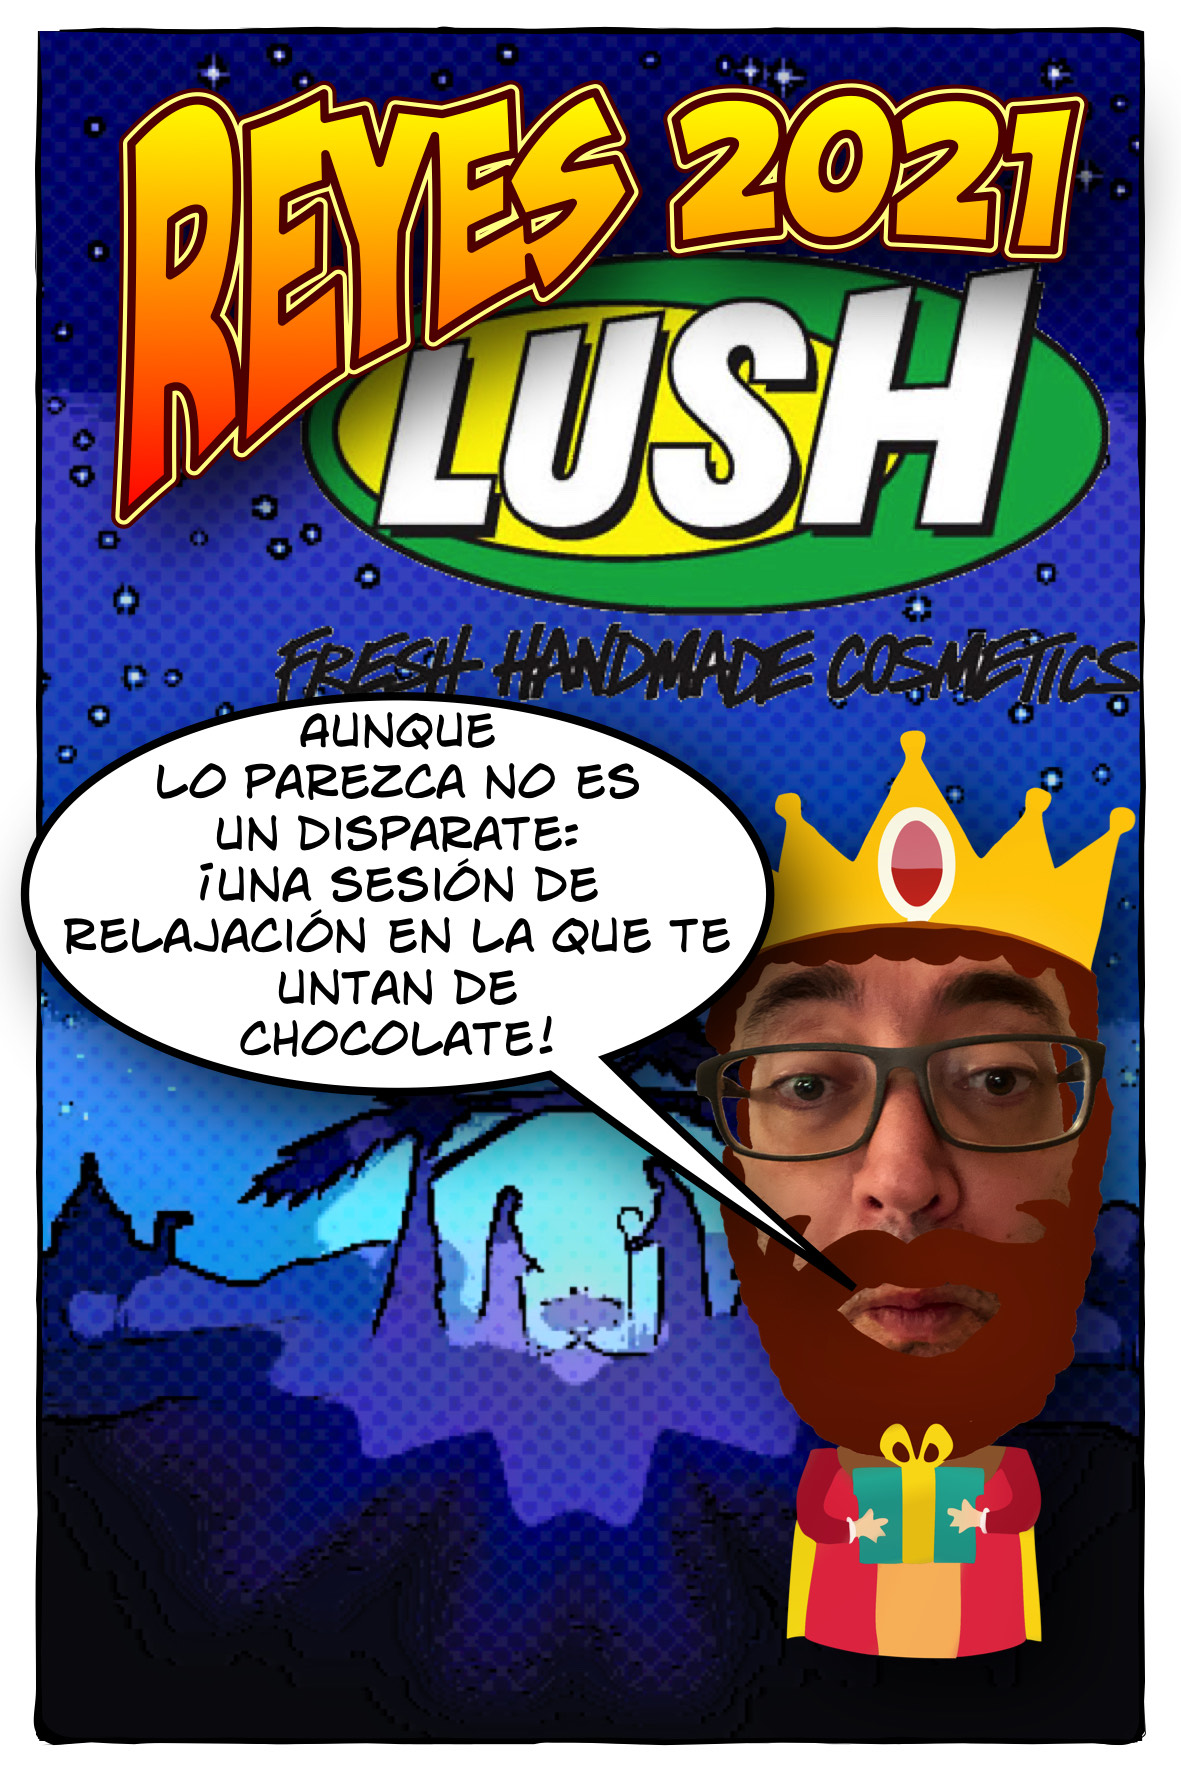 REYES 2021
LUSH
FRESH HANDMADE COSMETICS
AUNQUE
LO PAREZCA NO ES
UN DISPARATE:
¡UNA SESIÓN DE
RELAJACIÓN EN LA QUE TE
UNTAN DE
CHOCOLATE!